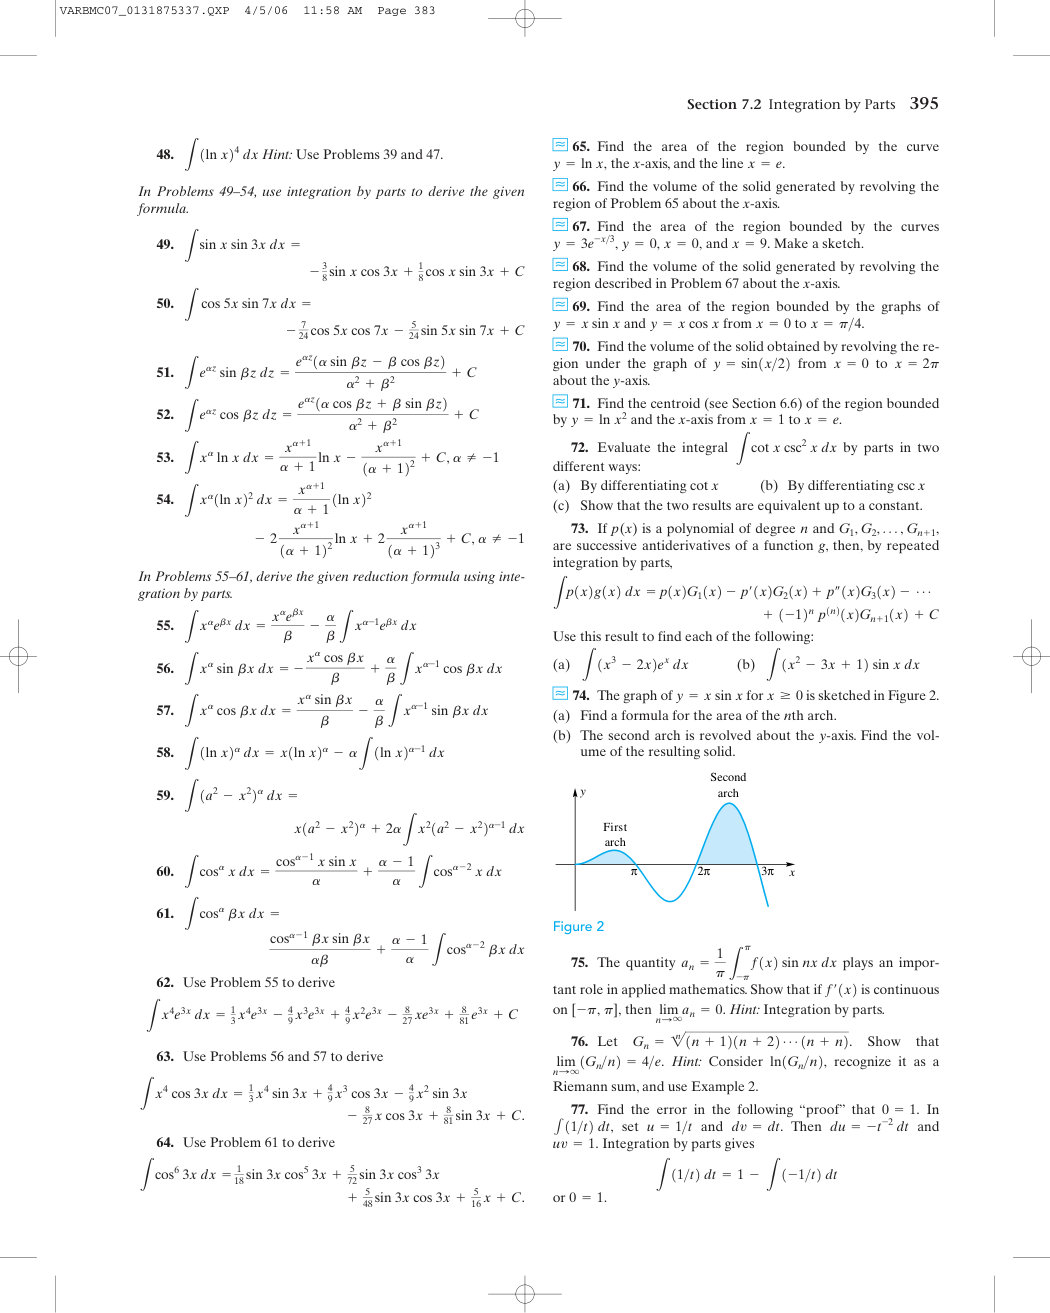 VARBMC07_0131875337.QXP 4/5/06 11:58 AM Page 383
Section 7.2 Integration by Parts 395
48. ∫ (ln x)⁴ dx Hint: Use Problems 39 and 47.
In Problems 49–54, use integration by parts to derive the given
formula.
49. ∫ sin x sin 3x dx =
−3/8 sin x cos 3x + 1/8 cos x sin 3x + C
50. ∫ cos 5x sin 7x dx =
−7/24 cos 5x cos 7x − 5/24 sin 5x sin 7x + C
51. ∫ e^{αz} sin βz dz = e^{αz}(α sin βz − β cos βz)/(α² + β²) + C
52. ∫ e^{αz} cos βz dz = e^{αz}(α cos βz + β sin βz)/(α² + β²) + C
53. ∫ x^α ln x dx = x^{α+1}/(α + 1) ln x − x^{α+1}/(α + 1)² + C, α ≠ −1
54. ∫ x^α(ln x)² dx = x^{α+1}/(α + 1) (ln x)²
− 2 x^{α+1}/(α + 1)² ln x + 2 x^{α+1}/(α + 1)³ + C, α ≠ −1
In Problems 55–61, derive the given reduction formula using inte-
gration by parts.
55. ∫ x^α e^{βx} dx = x^α e^{βx}/β − α/β ∫ x^{α−1} e^{βx} dx
56. ∫ x^α sin βx dx = − x^α cos βx/β + α/β ∫ x^{α−1} cos βx dx
57. ∫ x^α cos βx dx = x^α sin βx/β − α/β ∫ x^{α−1} sin βx dx
58. ∫ (ln x)^α dx = x(ln x)^α − α ∫ (ln x)^{α−1} dx
59. ∫ (a² − x²)^α dx =
x(a² − x²)^α + 2α ∫ x²(a² − x²)^{α−1} dx
60. ∫ cos^α x dx = cos^{α−1} x sin x/α + (α − 1)/α ∫ cos^{α−2} x dx
61. ∫ cos^α βx dx =
cos^{α−1} βx sin βx/αβ + (α − 1)/α ∫ cos^{α−2} βx dx
62. Use Problem 55 to derive
∫ x⁴e^{3x} dx = 1/3 x⁴e^{3x} − 4/9 x³e^{3x} + 4/9 x²e^{3x} − 8/27 xe^{3x} + 8/81 e^{3x} + C
63. Use Problems 56 and 57 to derive
∫ x⁴ cos 3x dx = 1/3 x⁴ sin 3x + 4/9 x³ cos 3x − 4/9 x² sin 3x
− 8/27 x cos 3x + 8/81 sin 3x + C.
64. Use Problem 61 to derive
∫ cos⁶ 3x dx = 1/18 sin 3x cos⁵ 3x + 5/72 sin 3x cos³ 3x
+ 5/48 sin 3x cos 3x + 5/16 x + C.
≈ 65. Find the area of the region bounded by the curve
y = ln x, the x-axis, and the line x = e.
≈ 66. Find the volume of the solid generated by revolving the
region of Problem 65 about the x-axis.
≈ 67. Find the area of the region bounded by the curves
y = 3e^{−x/3}, y = 0, x = 0, and x = 9. Make a sketch.
≈ 68. Find the volume of the solid generated by revolving the
region described in Problem 67 about the x-axis.
≈ 69. Find the area of the region bounded by the graphs of
y = x sin x and y = x cos x from x = 0 to x = π/4.
≈ 70. Find the volume of the solid obtained by revolving the re-
gion under the graph of y = sin(x/2) from x = 0 to x = 2π
about the y-axis.
≈ 71. Find the centroid (see Section 6.6) of the region bounded
by y = ln x² and the x-axis from x = 1 to x = e.
72. Evaluate the integral ∫ cot x csc² x dx by parts in two
different ways:
(a) By differentiating cot x (b) By differentiating csc x
(c) Show that the two results are equivalent up to a constant.
73. If p(x) is a polynomial of degree n and G₁, G₂, . . . , Gₙ₊₁,
are successive antiderivatives of a function g, then, by repeated
integration by parts,
∫ p(x)g(x) dx = p(x)G₁(x) − p′(x)G₂(x) + p″(x)G₃(x) − ⋯
+ (−1)ⁿ p⁽ⁿ⁾(x)Gₙ₊₁(x) + C
Use this result to find each of the following:
(a) ∫ (x³ − 2x)eˣ dx (b) ∫ (x² − 3x + 1) sin x dx
≈ 74. The graph of y = x sin x for x ≥ 0 is sketched in Figure 2.
(a) Find a formula for the area of the nth arch.
(b) The second arch is revolved about the y-axis. Find the vol-
ume of the resulting solid.
Second
arch
y
First
arch
π 2π 3π x
Figure 2
75. The quantity aₙ = 1/π ∫_{−π}^{π} f(x) sin nx dx plays an impor-
tant role in applied mathematics. Show that if f′(x) is continuous
on [−π, π], then lim_{n→∞} aₙ = 0. Hint: Integration by parts.
76. Let Gₙ = ⁿ√((n + 1)(n + 2) ⋯ (n + n)). Show that
lim_{n→∞} (Gₙ/n) = 4/e. Hint: Consider ln(Gₙ/n), recognize it as a
Riemann sum, and use Example 2.
77. Find the error in the following “proof” that 0 = 1. In
∫ (1/t) dt, set u = 1/t and dv = dt. Then du = −t⁻² dt and
uv = 1. Integration by parts gives
∫ (1/t) dt = 1 − ∫ (−1/t) dt
or 0 = 1.